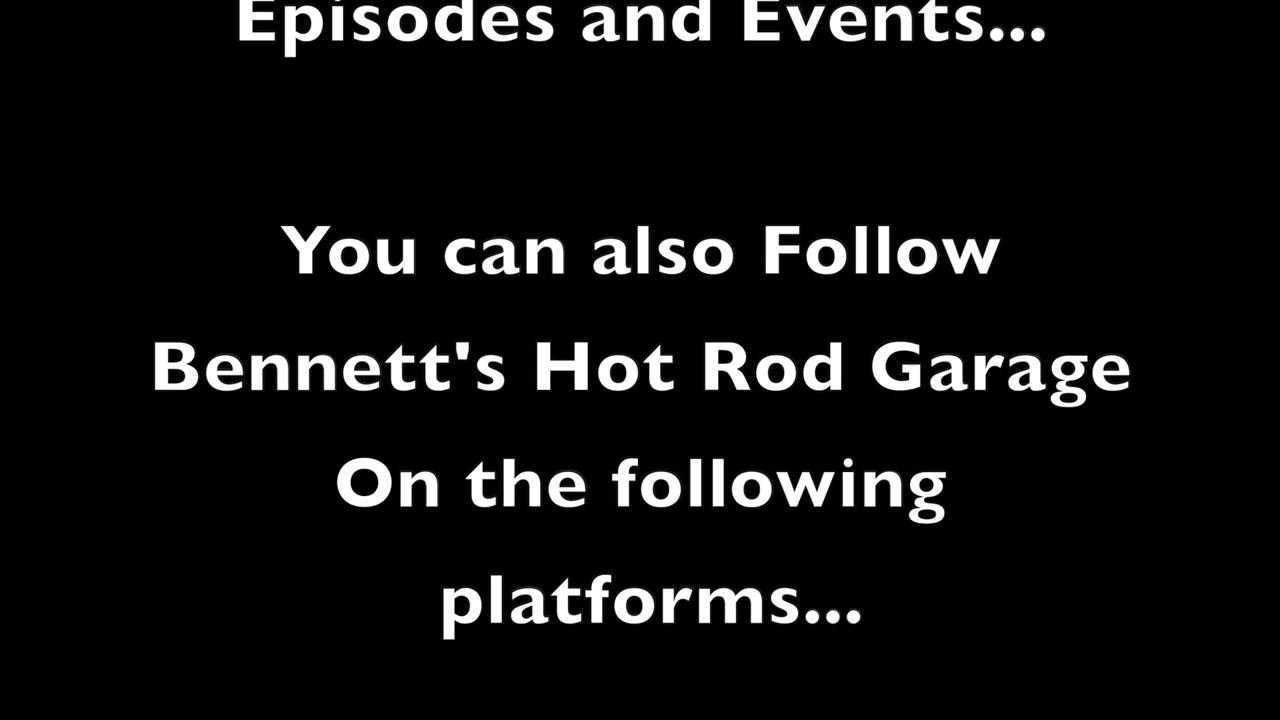 Episodes and Events...
You can also Follow
Bennett's Hot Rod Garage
On the following
platforms...